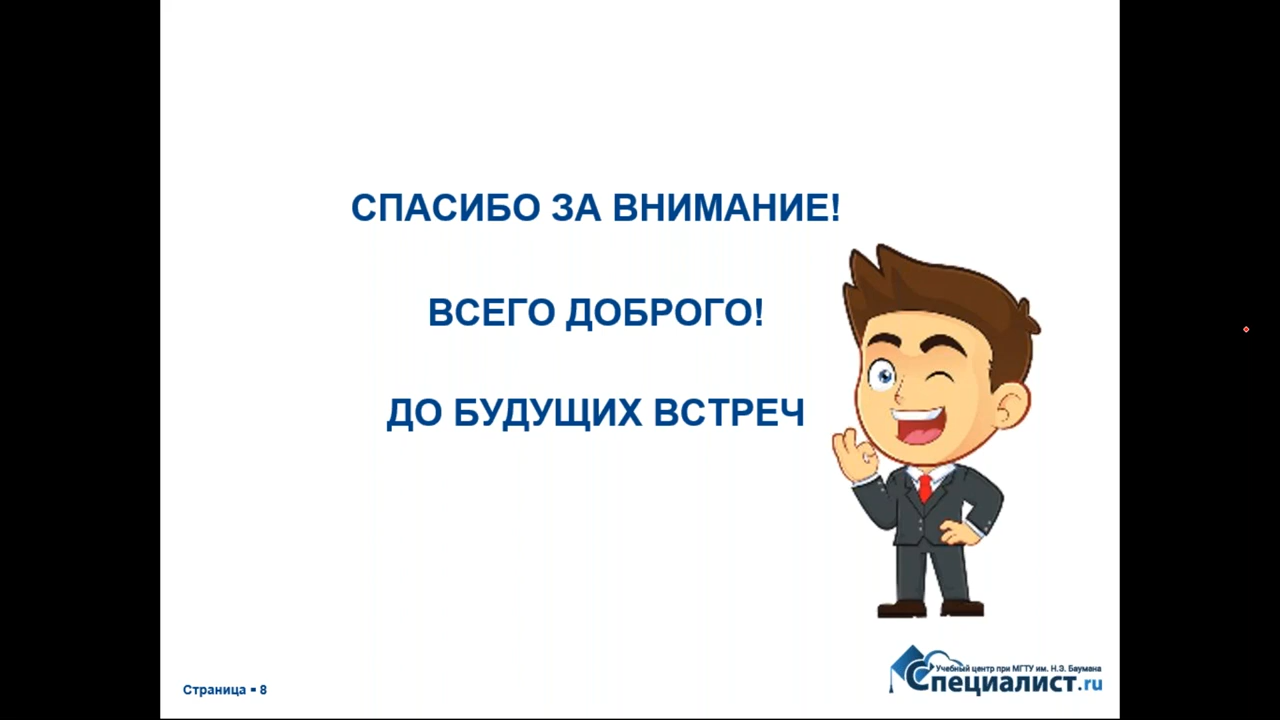 СПАСИБО ЗА ВНИМАНИЕ!
ВСЕГО ДОБРОГО!
ДО БУДУЩИХ ВСТРЕЧ
Учебный центр при МГТУ им. Н.Э. Баумана
Специалист.ru
Страница ▪ 8